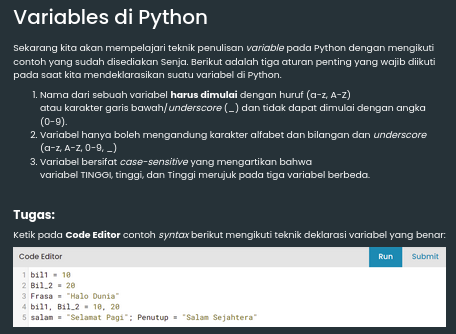 Variables di Python
Sekarang kita akan mempelajari teknik penulisan variable pada Python dengan mengikuti
contoh yang sudah disediakan Senja. Berikut adalah tiga aturan penting yang wajib diikuti
pada saat kita mendeklarasikan suatu variabel di Python.
1. Nama dari sebuah variabel harus dimulai dengan huruf (a-z, A-Z)
atau karakter garis bawah/underscore (_) dan tidak dapat dimulai dengan angka
(0-9).
2. Variabel hanya boleh mengandung karakter alfabet dan bilangan dan underscore
(a-z, A-Z, 0-9, _)
3. Variabel bersifat case-sensitive yang mengartikan bahwa
variabel TINGGI, tinggi, dan Tinggi merujuk pada tiga variabel berbeda.
Tugas:
Ketik pada Code Editor contoh syntax berikut mengikuti teknik deklarasi variabel yang benar:
Code Editor Run Submit
1 bil1 = 10
2 Bil_2 = 20
3 Frasa = "Halo Dunia"
4 bil1, Bil_2 = 10, 20
5 salam = "Selamat Pagi"; Penutup = "Salam Sejahtera"